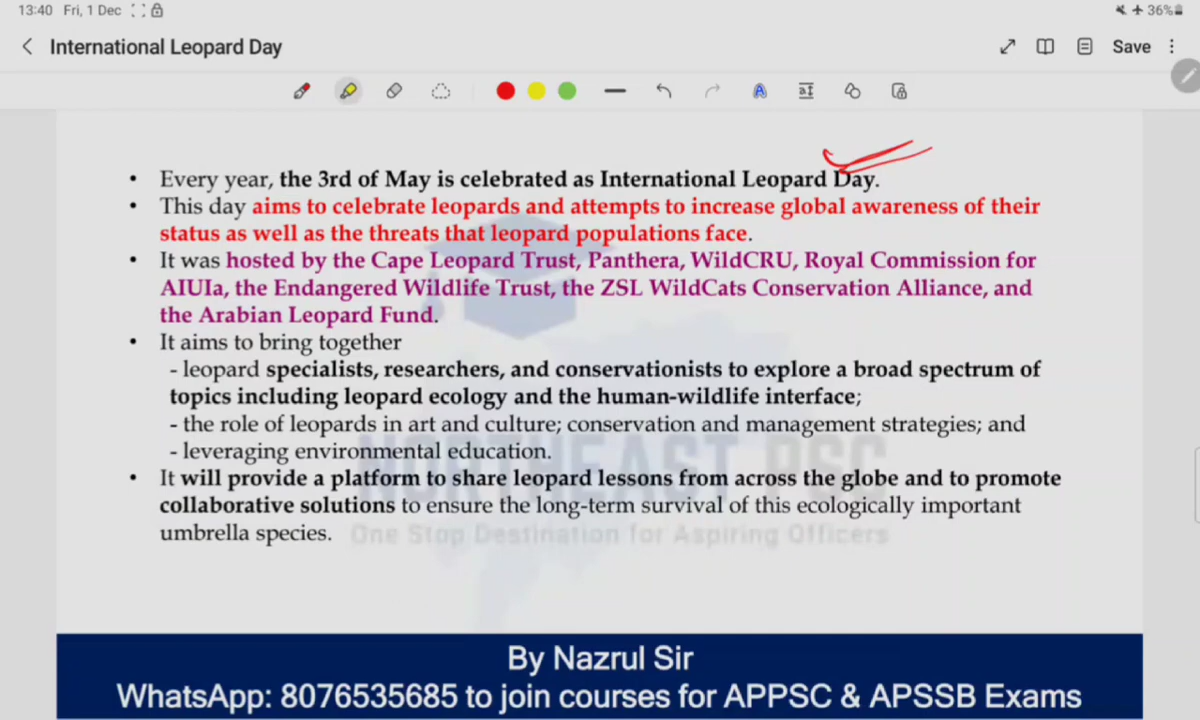 13:40 Fri, 1 Dec 36%
International Leopard Day Save
• Every year, the 3rd of May is celebrated as International Leopard Day.
• This day aims to celebrate leopards and attempts to increase global awareness of their
status as well as the threats that leopard populations face.
• It was hosted by the Cape Leopard Trust, Panthera, WildCRU, Royal Commission for
AIUIa, the Endangered Wildlife Trust, the ZSL WildCats Conservation Alliance, and
the Arabian Leopard Fund.
• It aims to bring together
- leopard specialists, researchers, and conservationists to explore a broad spectrum of
topics including leopard ecology and the human-wildlife interface;
- the role of leopards in art and culture; conservation and management strategies; and
- leveraging environmental education.
NORTHEAST PSC
• It will provide a platform to share leopard lessons from across the globe and to promote
collaborative solutions to ensure the long-term survival of this ecologically important
umbrella species.
One Stop Destination for Aspiring Officers
By Nazrul Sir
WhatsApp: 8076535685 to join courses for APPSC & APSSB Exams